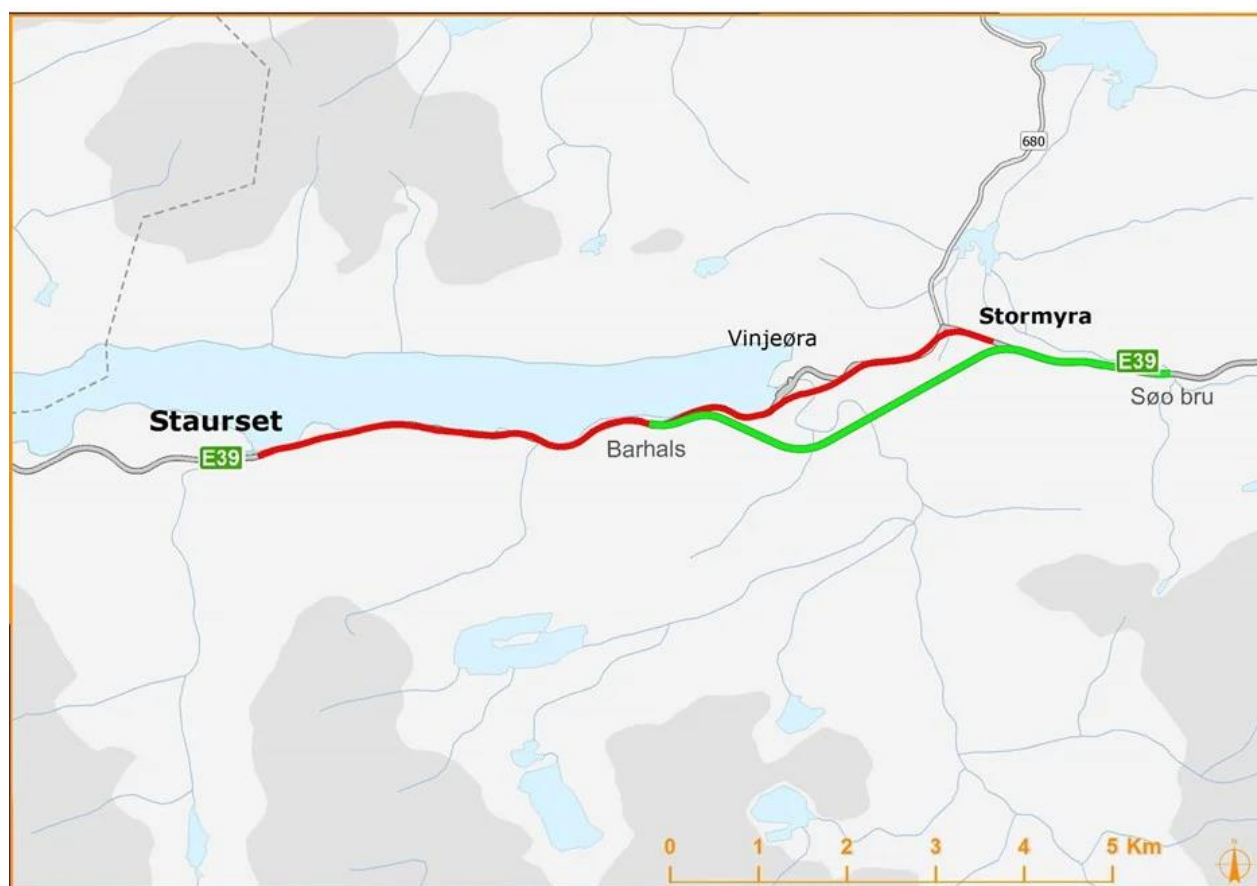 680
Stormyra
Vinjeøra
E39
Søo bru
Staurset
E39
Barhals
0 1 2 3 4 5 Km
N